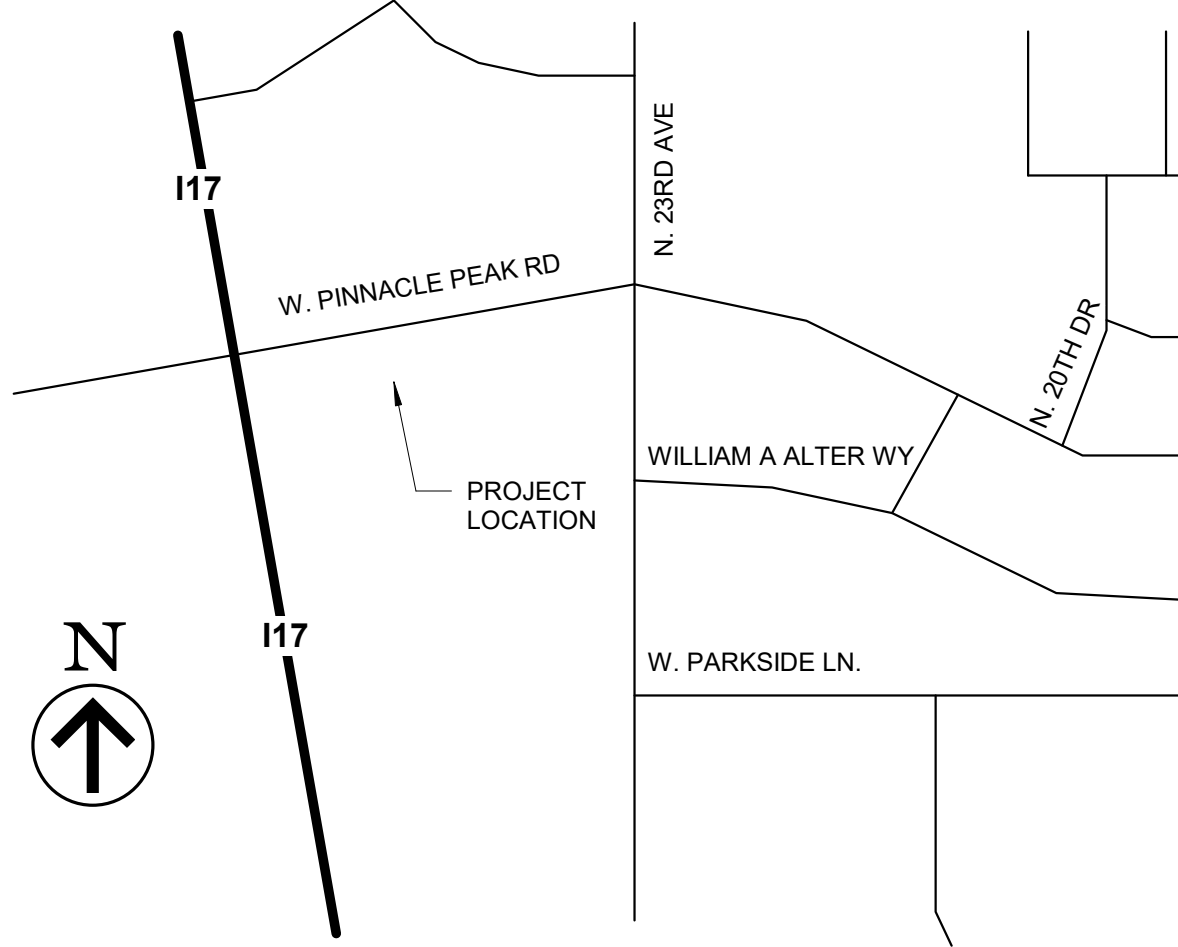 I17
N. 23RD AVE
W. PINNACLE PEAK RD
N. 20TH DR
WILLIAM A ALTER WY
PROJECT
LOCATION
N
I17
W. PARKSIDE LN.